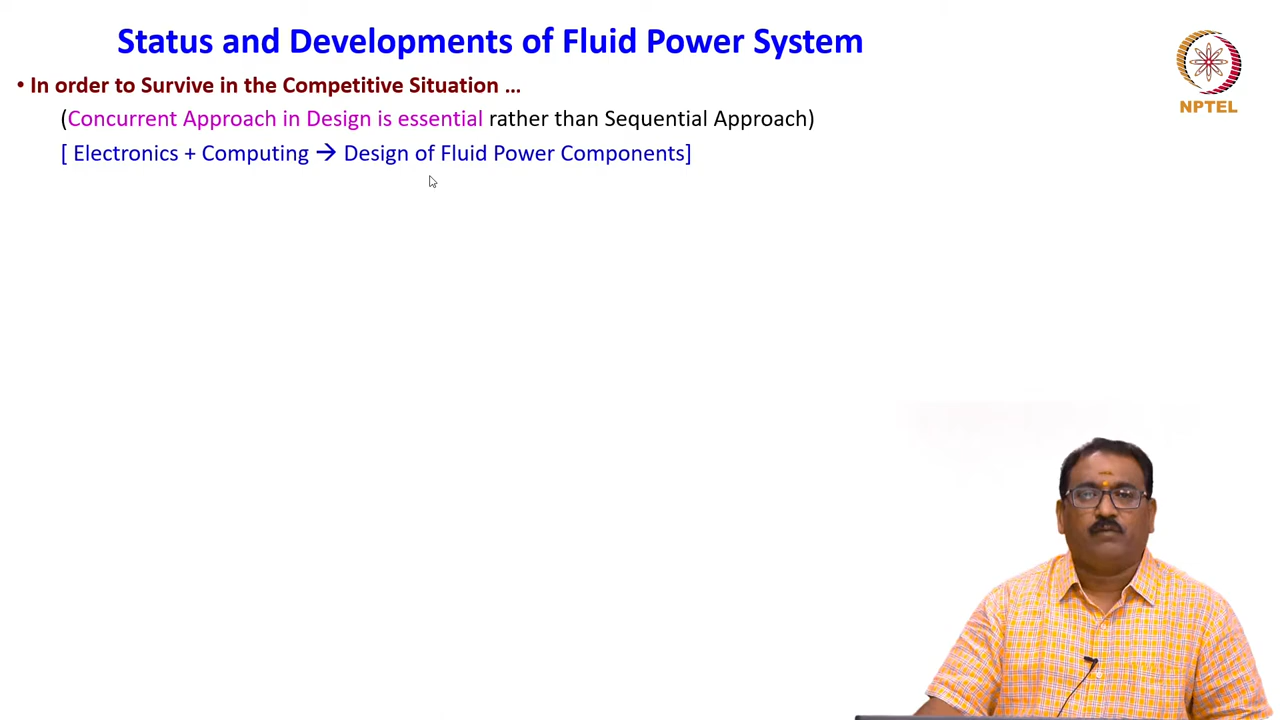 Status and Developments of Fluid Power System
• In order to Survive in the Competitive Situation ...
(Concurrent Approach in Design is essential rather than Sequential Approach)
[ Electronics + Computing → Design of Fluid Power Components]
NPTEL